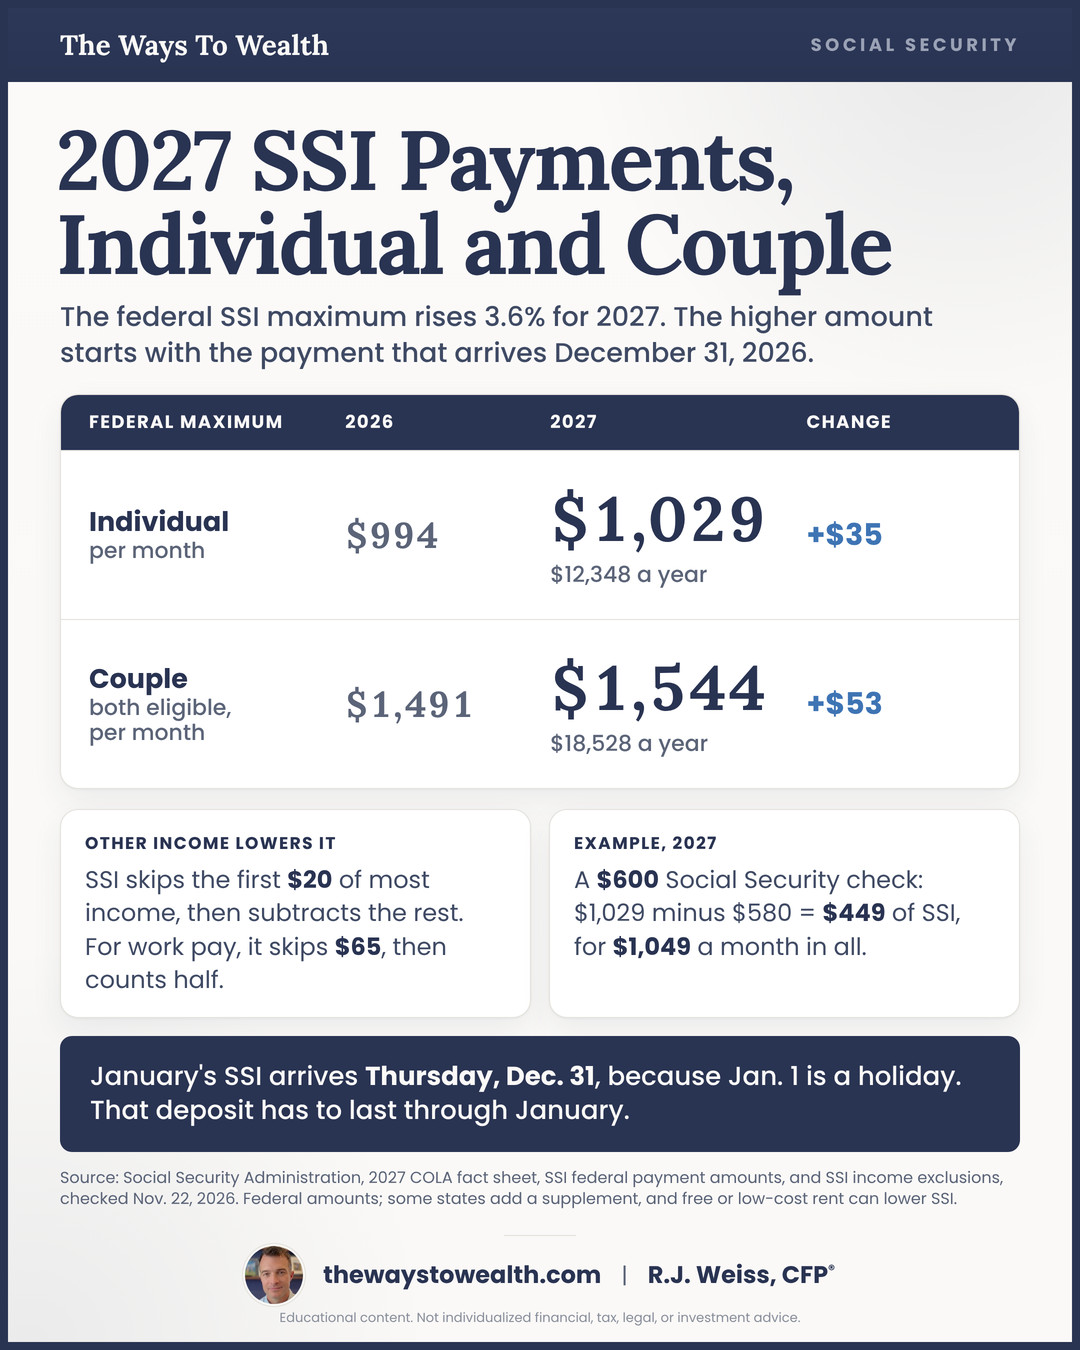 The Ways To Wealth
SOCIAL SECURITY
2027 SSI Payments,
Individual and Couple
The federal SSI maximum rises 3.6% for 2027. The higher amount
starts with the payment that arrives December 31, 2026.
FEDERAL MAXIMUM 2026 2027 CHANGE
Individual
per month
$994
$1,029
$12,348 a year
+$35
Couple
both eligible,
per month
$1,491
$1,544
$18,528 a year
+$53
OTHER INCOME LOWERS IT
SSI skips the first $20 of most
income, then subtracts the rest.
For work pay, it skips $65, then
counts half.
EXAMPLE, 2027
A $600 Social Security check:
$1,029 minus $580 = $449 of SSI,
for $1,049 a month in all.
January's SSI arrives Thursday, Dec. 31, because Jan. 1 is a holiday.
That deposit has to last through January.
Source: Social Security Administration, 2027 COLA fact sheet, SSI federal payment amounts, and SSI income exclusions,
checked Nov. 22, 2026. Federal amounts; some states add a supplement, and free or low-cost rent can lower SSI.
thewaystowealth.com | R.J. Weiss, CFP®
Educational content. Not individualized financial, tax, legal, or investment advice.